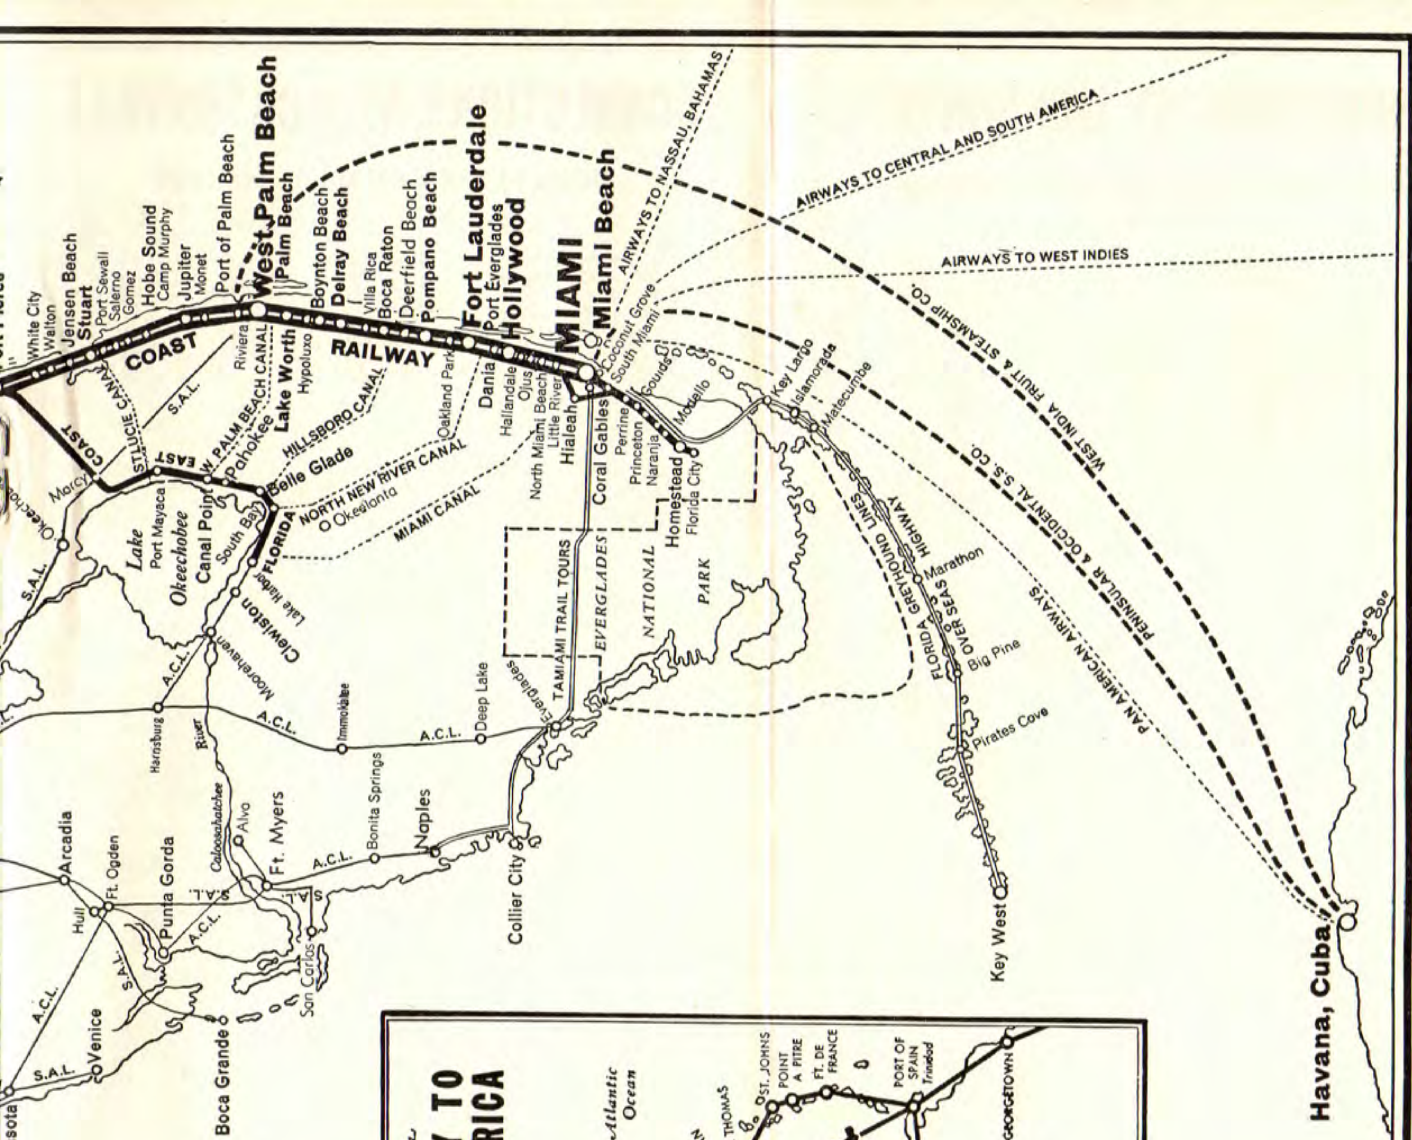 White City
Welton
Jensen Beach
Stuart
Port Sewall
Salerno
Gomez
Hobe Sound
Camp Murphy
Jupiter
Monet
Port of Palm Beach
West Palm Beach
Palm Beach
Boynton Beach
Delray Beach
Villa Rica
Boca Raton
Deerfield Beach
Pompano Beach
Fort Lauderdale
Port Everglades
Hollywood
MIAMI
Miami Beach
AIRWAYS TO NASSAU, BAHAMAS
AIRWAYS TO CENTRAL AND SOUTH AMERICA
AIRWAYS TO WEST INDIES
WEST INDIA FRUIT & STEAMSHIP CO.
PENINSULAR & OCCIDENTAL S.S. CO.
PAN AMERICAN AIRWAYS
COAST
RAILWAY
Riviera
Lake Worth
Hypoluxo
Oakland Park
Dania
Hallandale
Ojus
North Miami Beach
Little River
Hialeah
Coral Gables
Coconut Grove
South Miami
Perrine
Goulds
Princeton
Naranja
Modello
Homestead
Florida City
Key Largo
Islamorada
Matecumbe
COAST
ST.LUCIE CANAL
S.A.L.
EAST
W. PALM BEACH CANAL
Pahokee
HILLSBORO CANAL
Belle Glade
NORTH NEW RIVER CANAL
Okeelanta
MIAMI CANAL
Marcy
S.A.L.
Lake
Okeechobee
Port Mayaca
Canal Point
South Bay
FLORIDA
Lake Harbor
Clewiston
Moorehaven
A.C.L.
TAMIAMI TRAIL TOURS
EVERGLADES
NATIONAL
PARK
FLORIDA GREYHOUND LINES
OVER SEAS HIGHWAY
Marathon
Big Pine
Pirates Cove
Key West
Havana, Cuba
Harrisburg
River
A.C.L.
Immoklee
A.C.L.
Deep Lake
Everglades
Arcadia
Hull
Ft. Ogden
Punta Gorda
Caloosahatchee
Alva
Ft. Myers
A.C.L.
Bonita Springs
Naples
Collier City
S.A.L.
S.A.L.
A.C.L.
S.A.L.
A.C.L.
S.A.L.
Venice
Boca Grande
San Carlos
Atlantic
Ocean
ST. JOHNS
POINT
A PITRE
FT. DE
FRANCE
PORT OF
SPAIN
Trinidad
GEORGETOWN
THOMAS